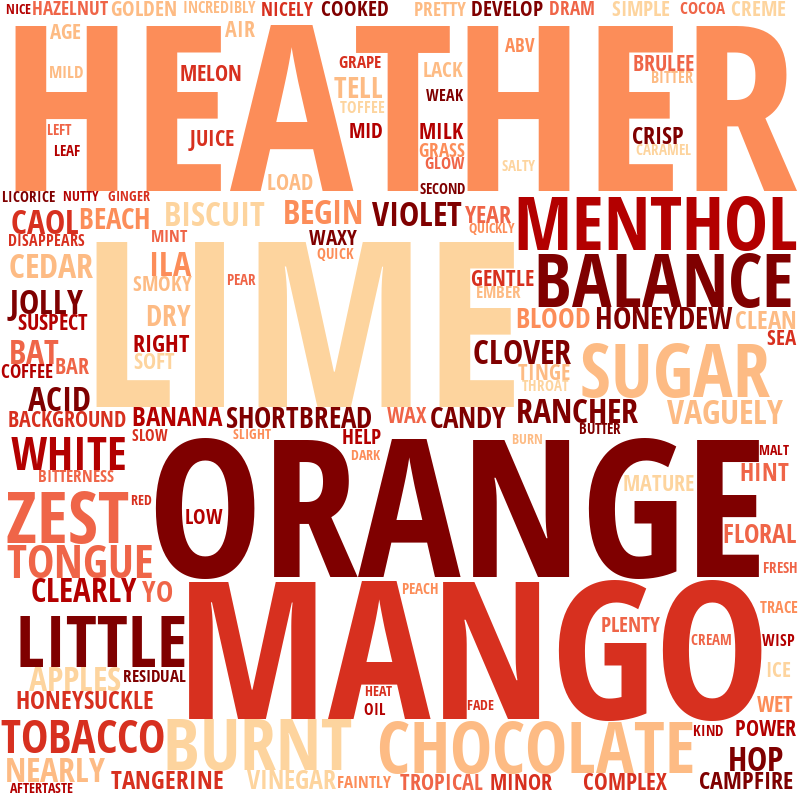 NICE HAZELNUT GOLDEN INCREDIBLY NICELY COOKED PRETTY DEVELOP DRAM SIMPLE COCOA CREME
HEATHER
AGE AIR ABV
MILD MELON GRAPE LACK BRULEE
BITTER
TELL WEAK
TOFFEE
LEFT JUICE MID MILK CRISP
LEAF GRASS CARAMEL
GLOW SALTY
LOAD SECOND
LICORICE NUTTY GINGER
CAOL BEACH BISCUIT BEGIN VIOLET YEAR MENTHOL
QUICKLY
DISAPPEARS MINT WAXY
QUICK
LIME
CEDAR ILA PEAR GENTLE BALANCE
SMOKY EMBER
JOLLY DRY BLOOD HONEYDEW CLEAN
SUSPECT
BAT RIGHT CLOVER SEA
SOFT
COFFEE BAR TINGE SUGAR
THROAT
ACID RANCHER VAGUELY
BACKGROUND BANANA SHORTBREAD WAX CANDY
BUTTER
SLOW SLIGHT HELP BURN
WHITE DARK MALT
BITTERNESS HINT
ORANGE
MATURE
ZEST RED LOW FLORAL
TONGUE FRESH
CLEARLY YO PEACH
MANGO
TRACE
LITTLE PLENTY CREAM WISP
APPLES RESIDUAL ICE
HONEYSUCKLE HEAT
OIL FADE WET
TOBACCO BURNT CHOCOLATE KIND POWER
NEARLY HOP
TANGERINE VINEGAR FAINTLY TROPICAL MINOR COMPLEX CAMPFIRE
AFTERTASTE